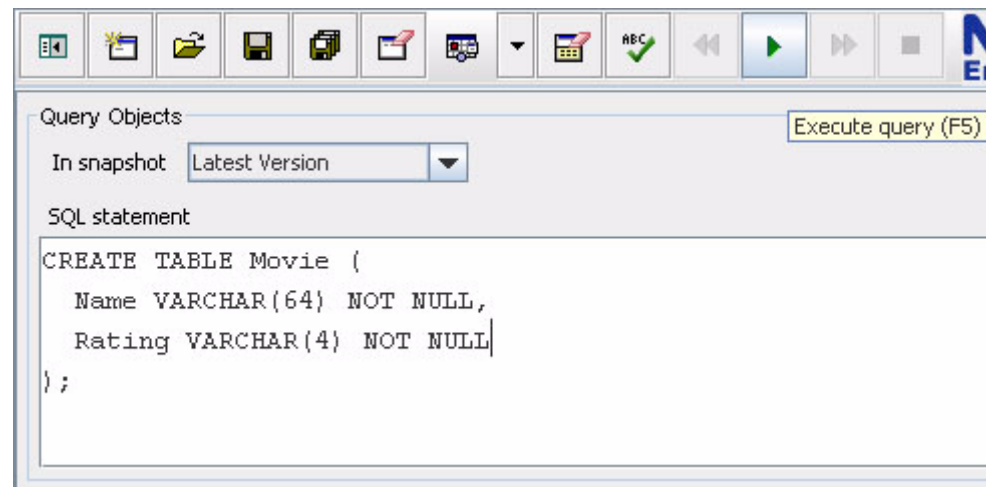 ABC
N
Query Objects
Execute query (F5)
In snapshot Latest Version
SQL statement
CREATE TABLE Movie (
Name VARCHAR(64) NOT NULL,
Rating VARCHAR(4) NOT NULL
);